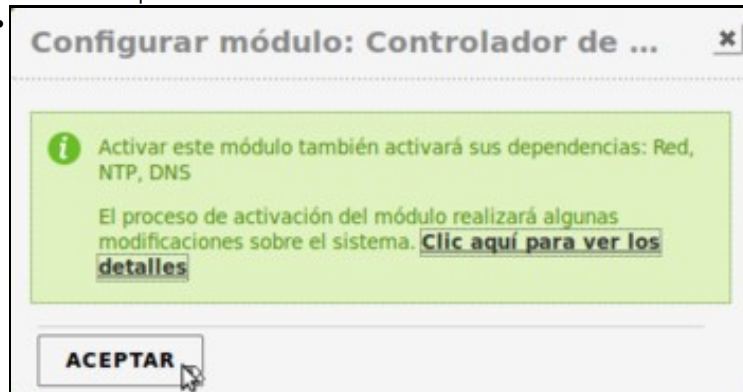 Configurar módulo: Controlador de ...
Activar este módulo también activará sus dependencias: Red,
NTP, DNS
El proceso de activación del módulo realizará algunas
modificaciones sobre el sistema. Clic aquí para ver los
detalles
ACEPTAR